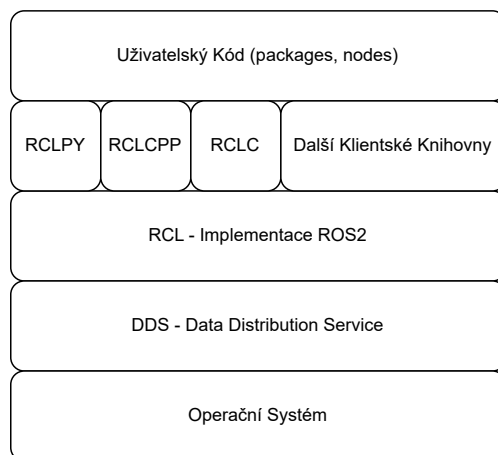 Uživatelský Kód (packages, nodes)
RCLPY RCLCPP RCLC Další Klientské Knihovny
RCL - Implementace ROS2
DDS - Data Distribution Service
Operační Systém